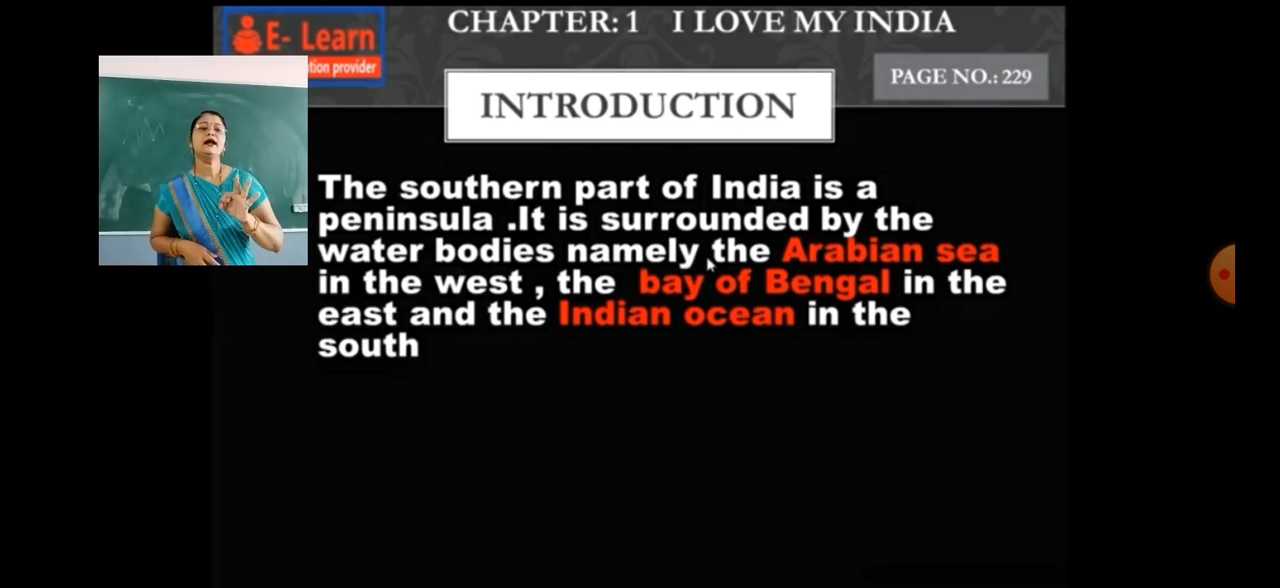 CHAPTER: 1 I LOVE MY INDIA
E- Learn
tion provider
PAGE NO.: 229
INTRODUCTION
The southern part of India is a
peninsula .It is surrounded by the
water bodies namely the Arabian sea
in the west , the bay of Bengal in the
east and the Indian ocean in the
south